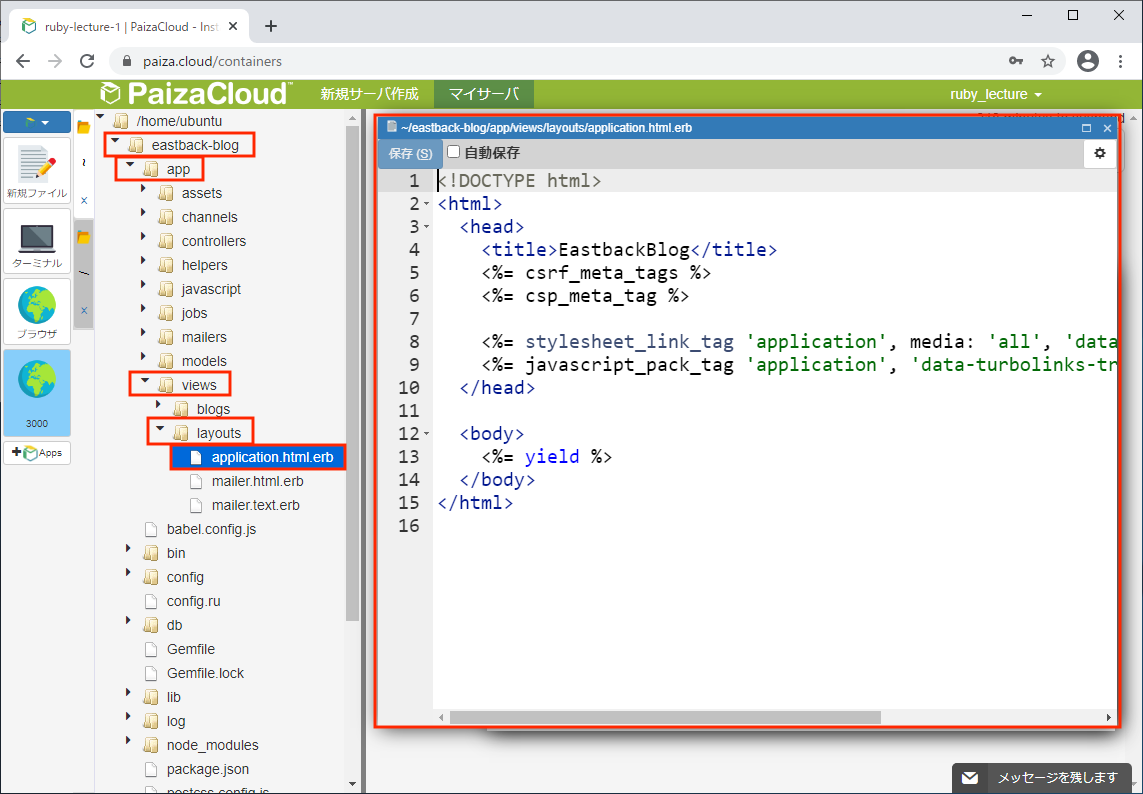 ruby-lecture-1 | PaizaCloud - Inst
paiza.cloud/containers
PaizaCloud
新規サーバ作成
マイサーバ
ruby_lecture
新規ファイル
ターミナル
ブラウザ
3000
Apps
/home/ubuntu
eastback-blog
app
assets
channels
controllers
helpers
javascript
jobs
mailers
models
views
blogs
layouts
application.html.erb
mailer.html.erb
mailer.text.erb
babel.config.js
bin
config
config.ru
db
Gemfile
Gemfile.lock
lib
log
node_modules
package.json
postcss.config.js
~/eastback-blog/app/views/layouts/application.html.erb
保存 (S) 自動保存
1 <!DOCTYPE html>
2 <html>
3 <head>
4 <title>EastbackBlog</title>
5 <%= csrf_meta_tags %>
6 <%= csp_meta_tag %>
7
8 <%= stylesheet_link_tag 'application', media: 'all', 'data
9 <%= javascript_pack_tag 'application', 'data-turbolinks-tr
10 </head>
11
12 <body>
13 <%= yield %>
14 </body>
15 </html>
16
メッセージを残します